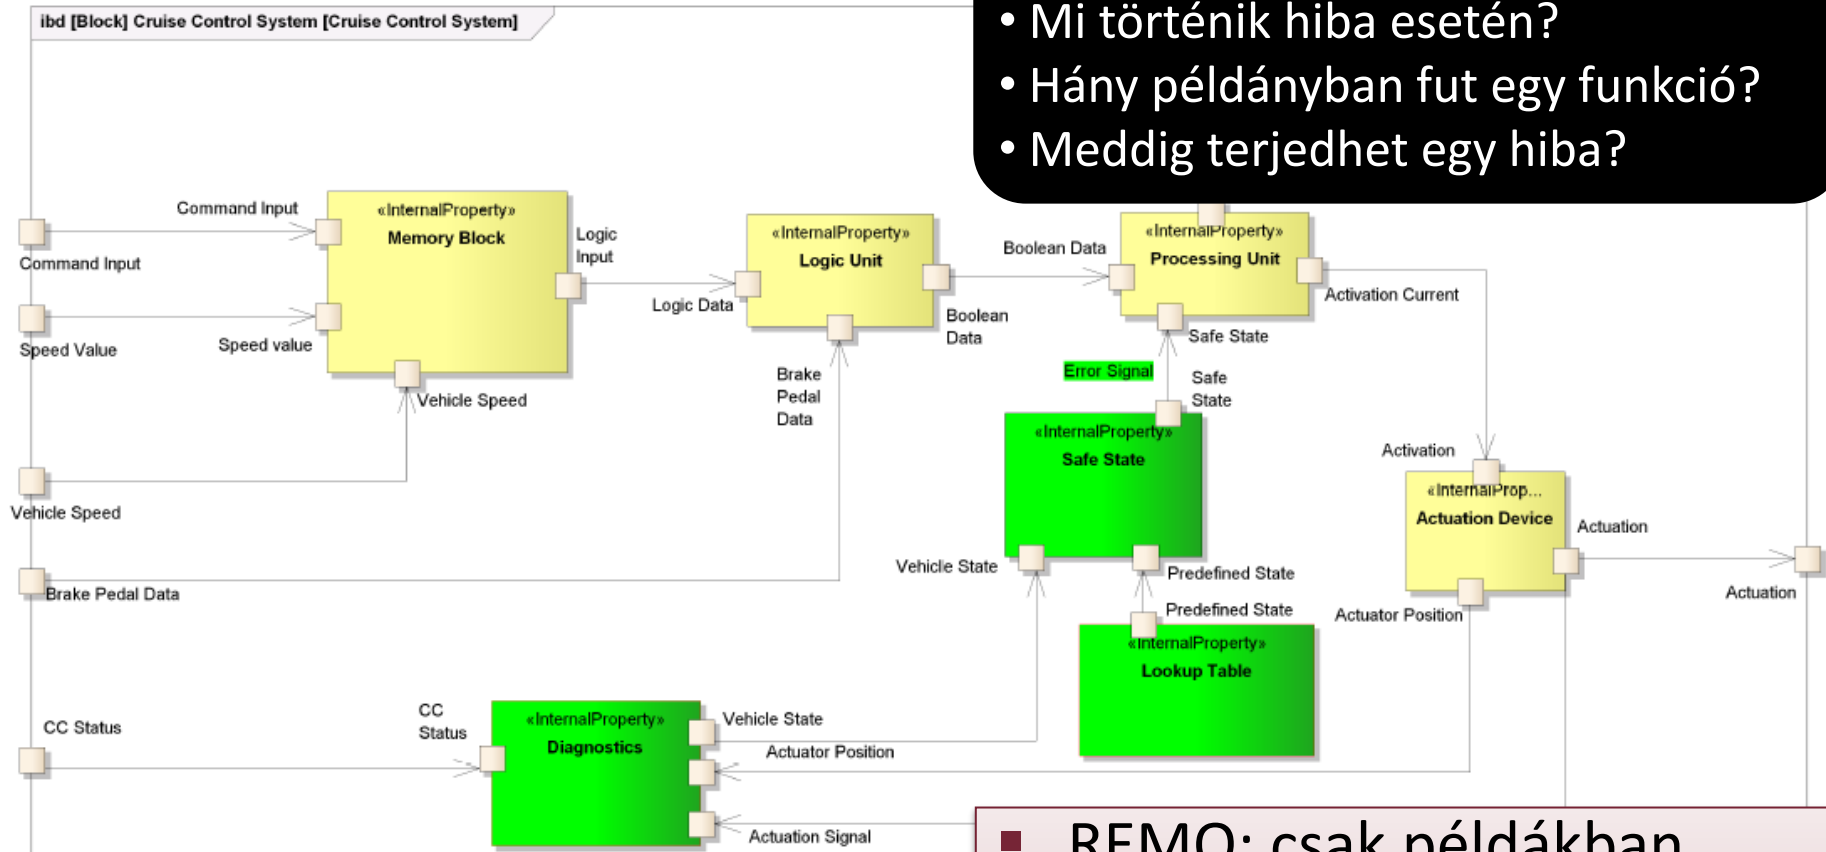 ibd [Block] Cruise Control System [Cruise Control System]
• Mi történik hiba esetén?
• Hány példányban fut egy funkció?
• Meddig terjedhet egy hiba?
Command Input
Command Input
Speed Value
Speed value
«InternalProperty»
Memory Block
Logic
Input
Vehicle Speed
Vehicle Speed
Logic Data
«InternalProperty»
Logic Unit
Boolean Data
Boolean
Data
Brake
Pedal
Data
Brake Pedal Data
«InternalProperty»
Processing Unit
Activation Current
Safe State
Error Signal
Safe
State
«InternalProperty»
Safe State
Vehicle State
Predefined State
Predefined State
«InternalProperty»
Lookup Table
Activation
«InternalProp...
Actuation Device
Actuation
Actuation
Actuator Position
CC Status
CC
Status
«InternalProperty»
Diagnostics
Vehicle State
Actuator Position
Actuation Signal
REMO: csak példákban